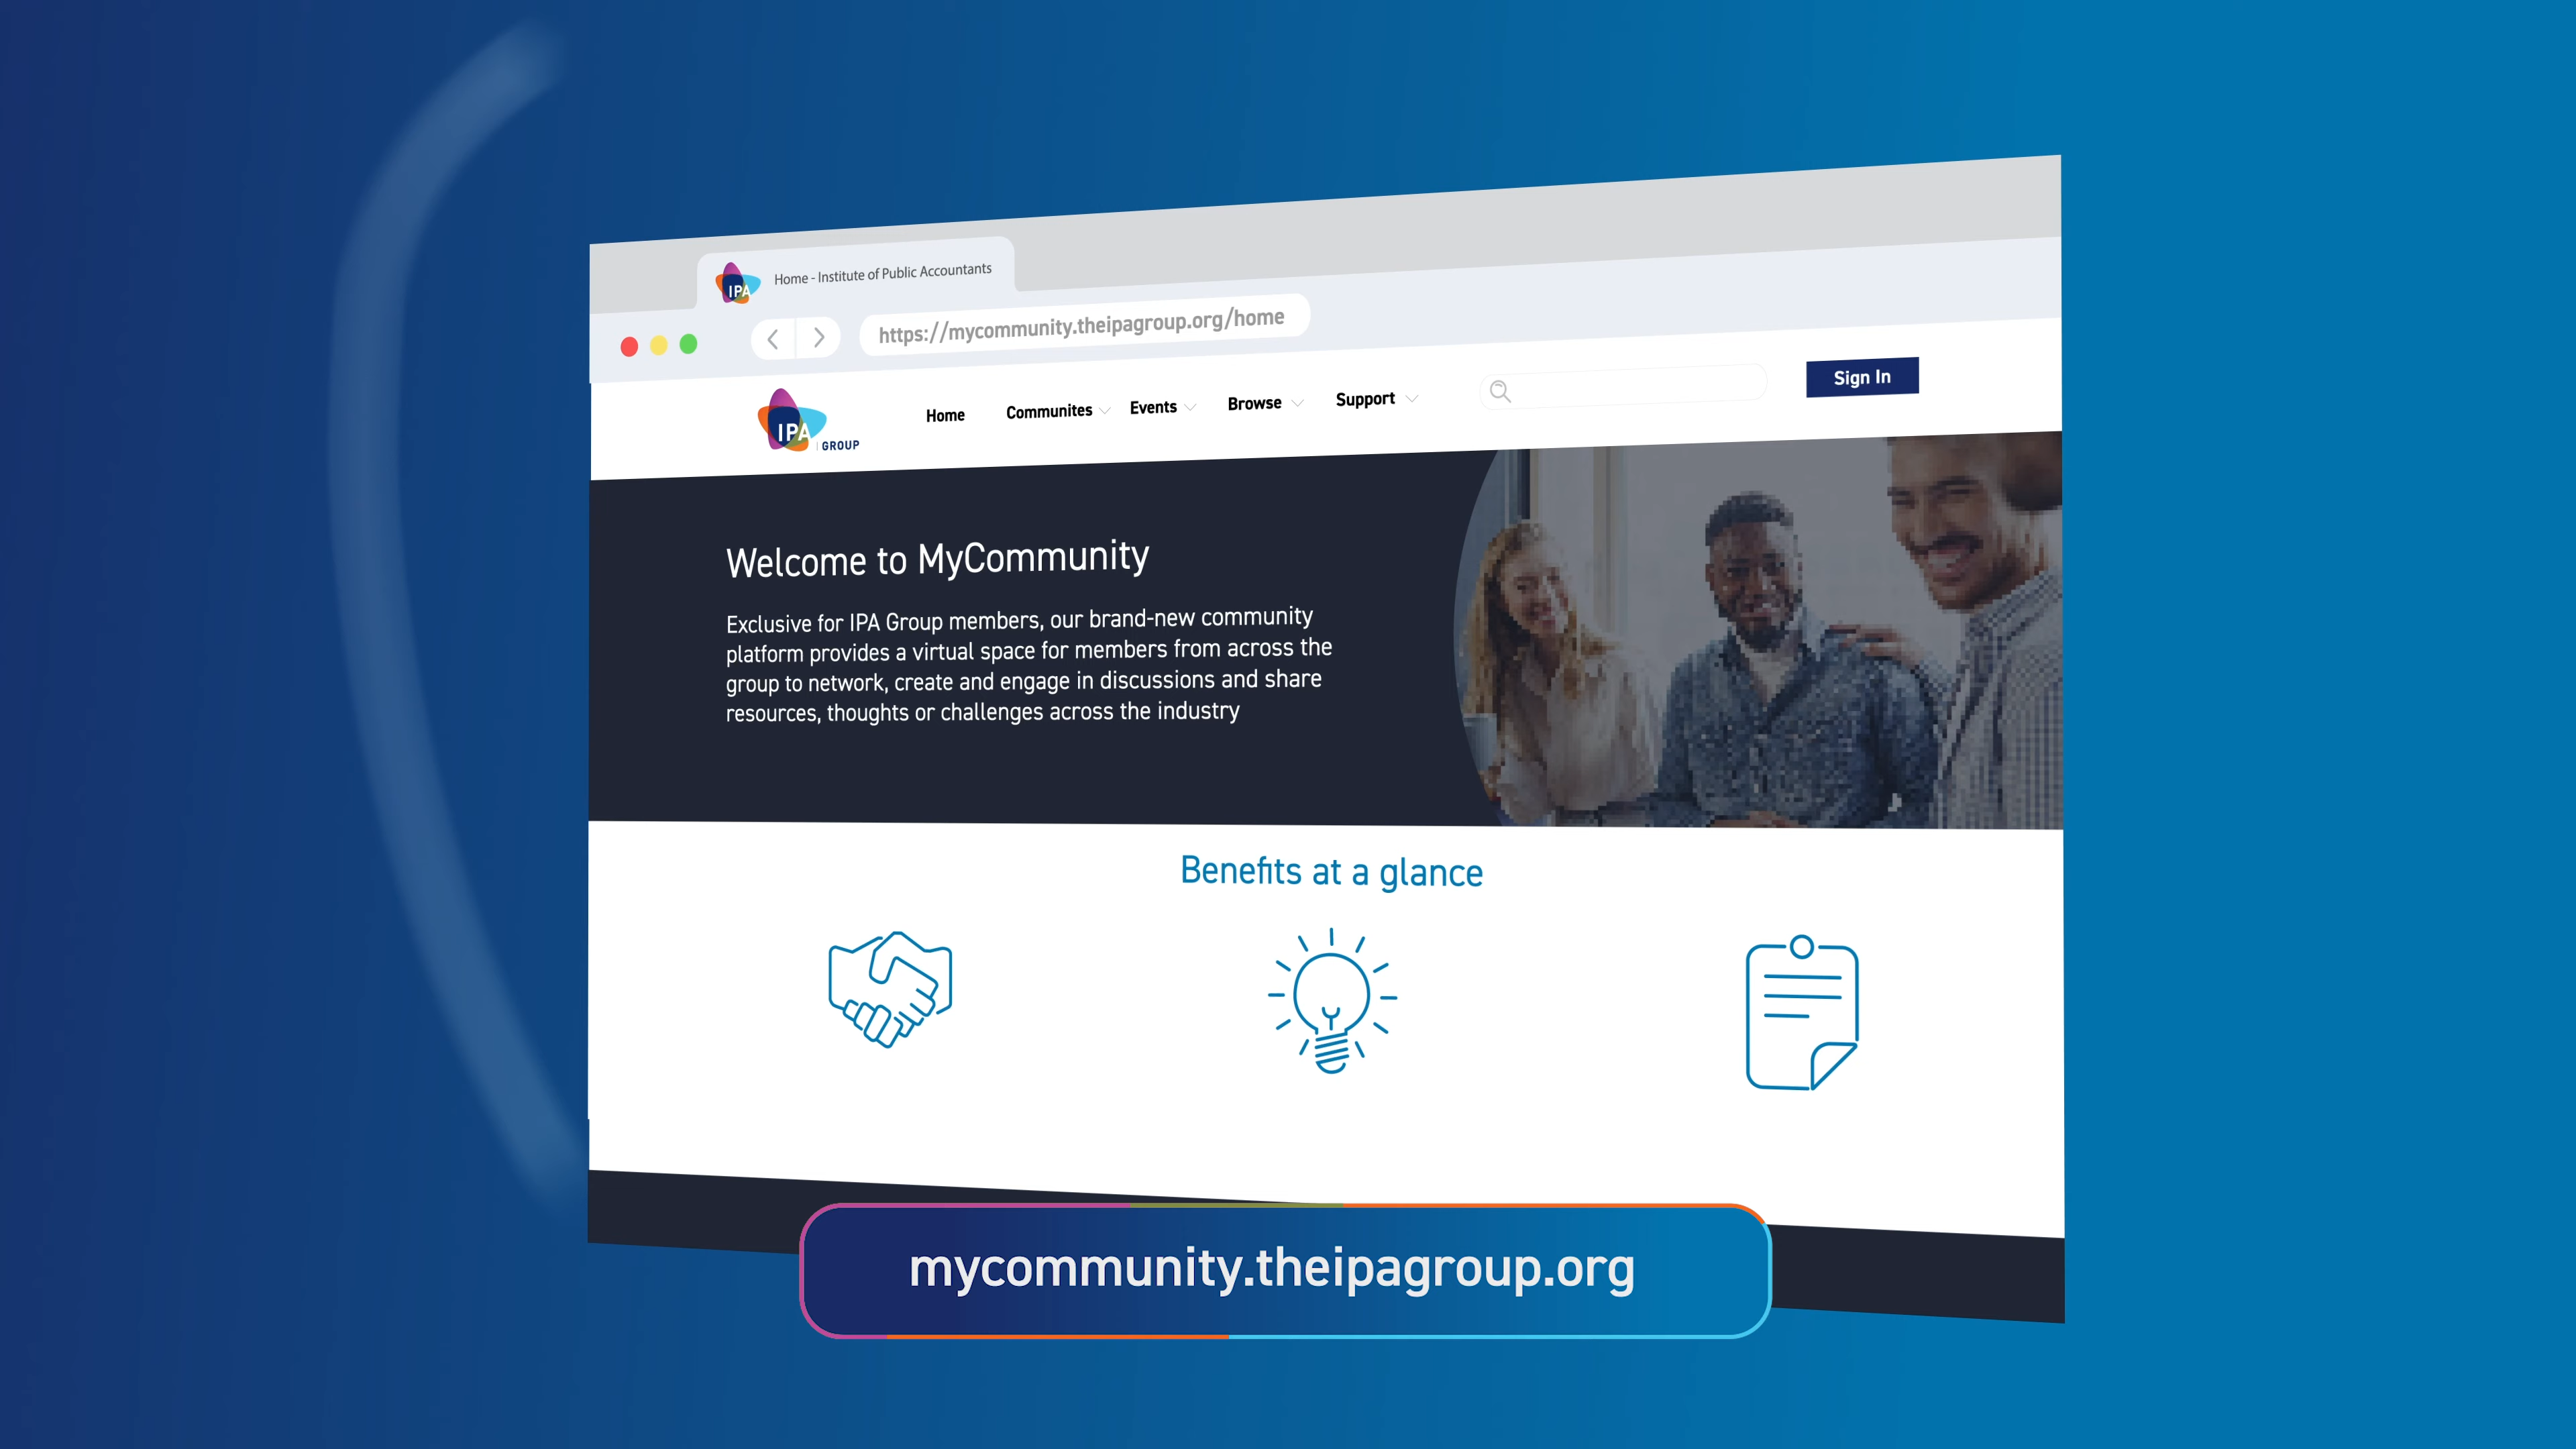 IPA
Home - Institute of Public Accountants
https://mycommunity.theipagroup.org/home
IPA GROUP
Home
Communites
Events
Browse
Support
Sign In
Welcome to MyCommunity
Exclusive for IPA Group members, our brand-new community
platform provides a virtual space for members from across the
group to network, create and engage in discussions and share
resources, thoughts or challenges across the industry
Benefits at a glance
mycommunity.theipagroup.org